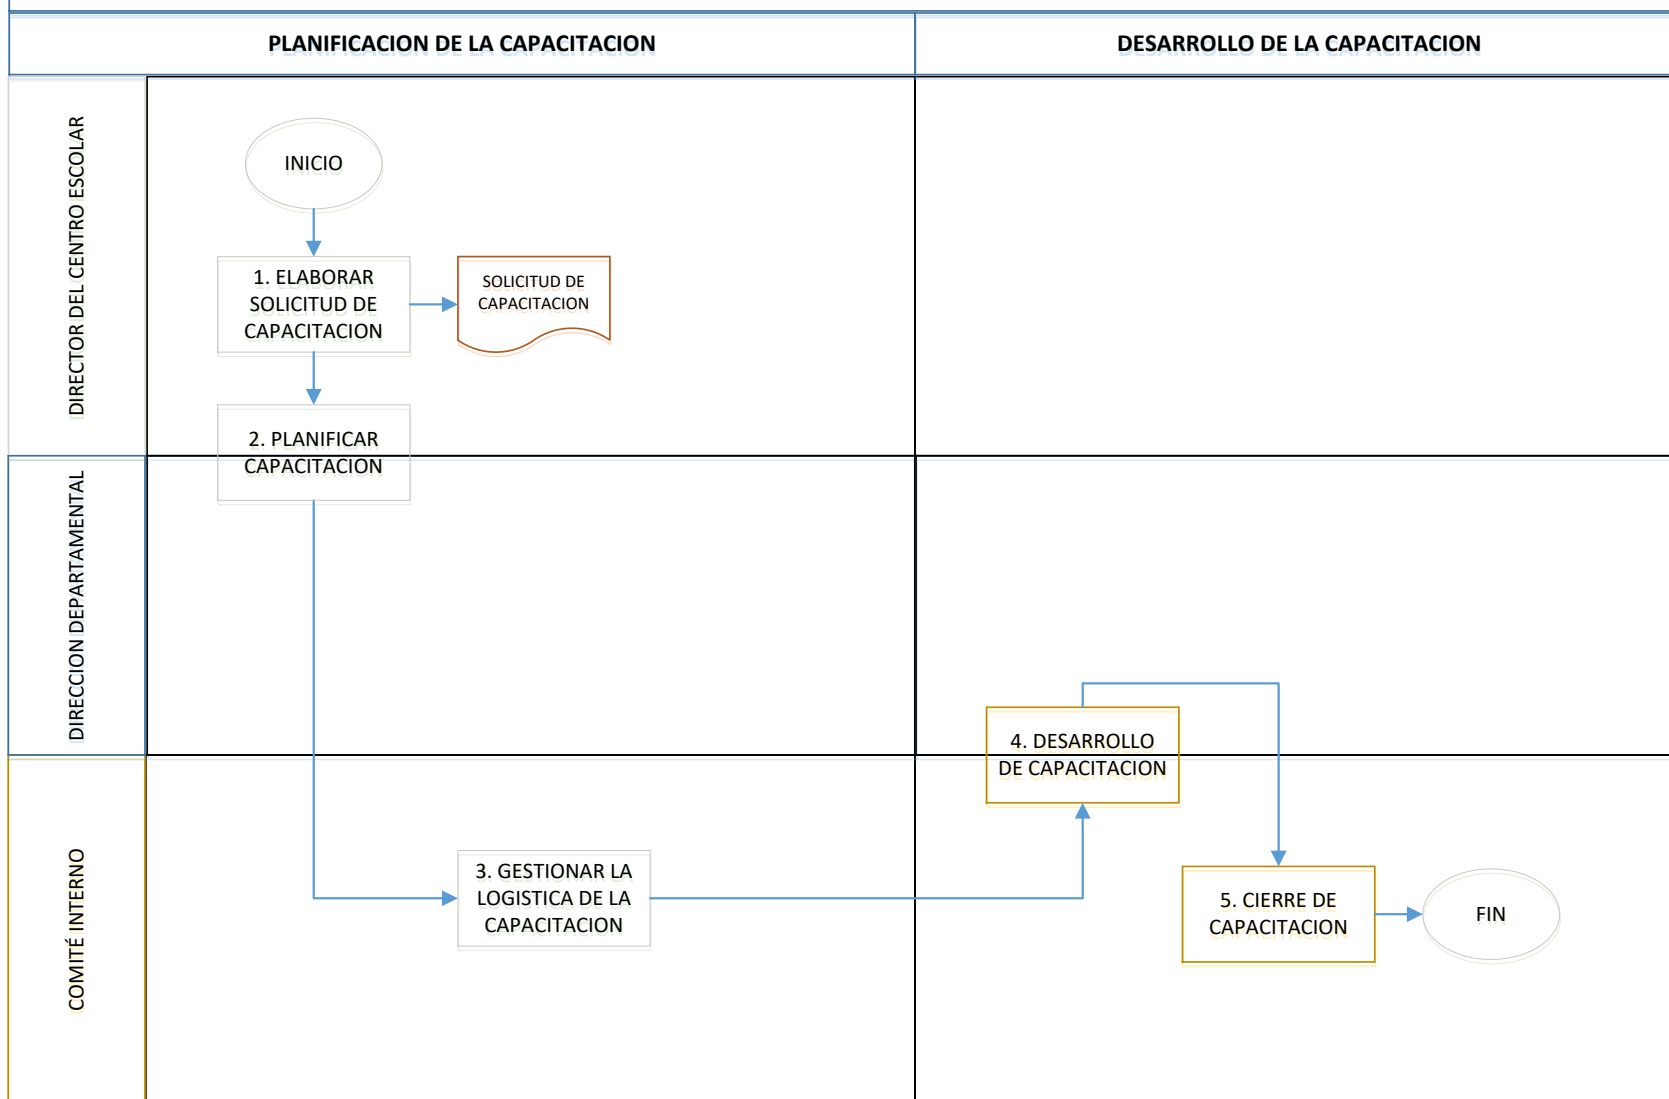 PLANIFICACION DE LA CAPACITACION
DESARROLLO DE LA CAPACITACION
DIRECTOR DEL CENTRO ESCOLAR
INICIO
1. ELABORAR
SOLICITUD DE
CAPACITACION
SOLICITUD DE
CAPACITACION
2. PLANIFICAR
CAPACITACION
DIRECCION DEPARTAMENTAL
4. DESARROLLO
DE CAPACITACION
COMITÉ INTERNO
3. GESTIONAR LA
LOGISTICA DE LA
CAPACITACION
5. CIERRE DE
CAPACITACION
FIN